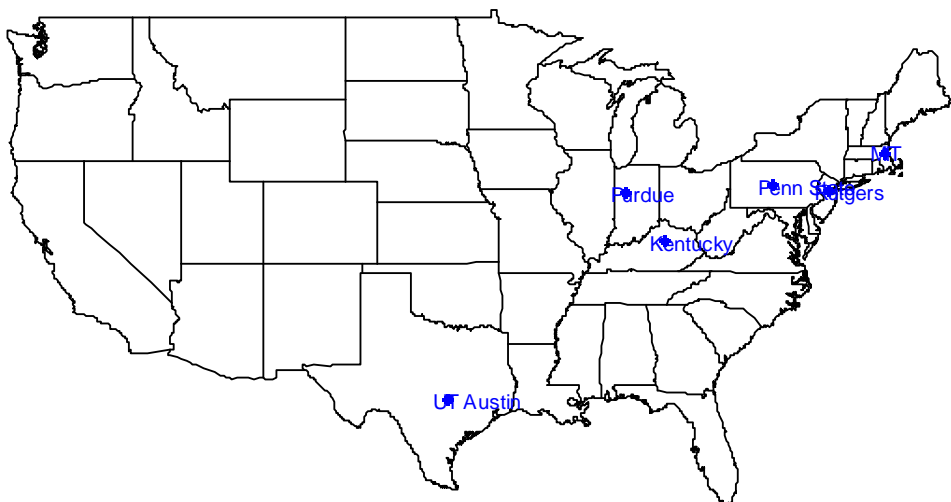 MIT
Penn State
Rutgers
Purdue
Kentucky
UT Austin